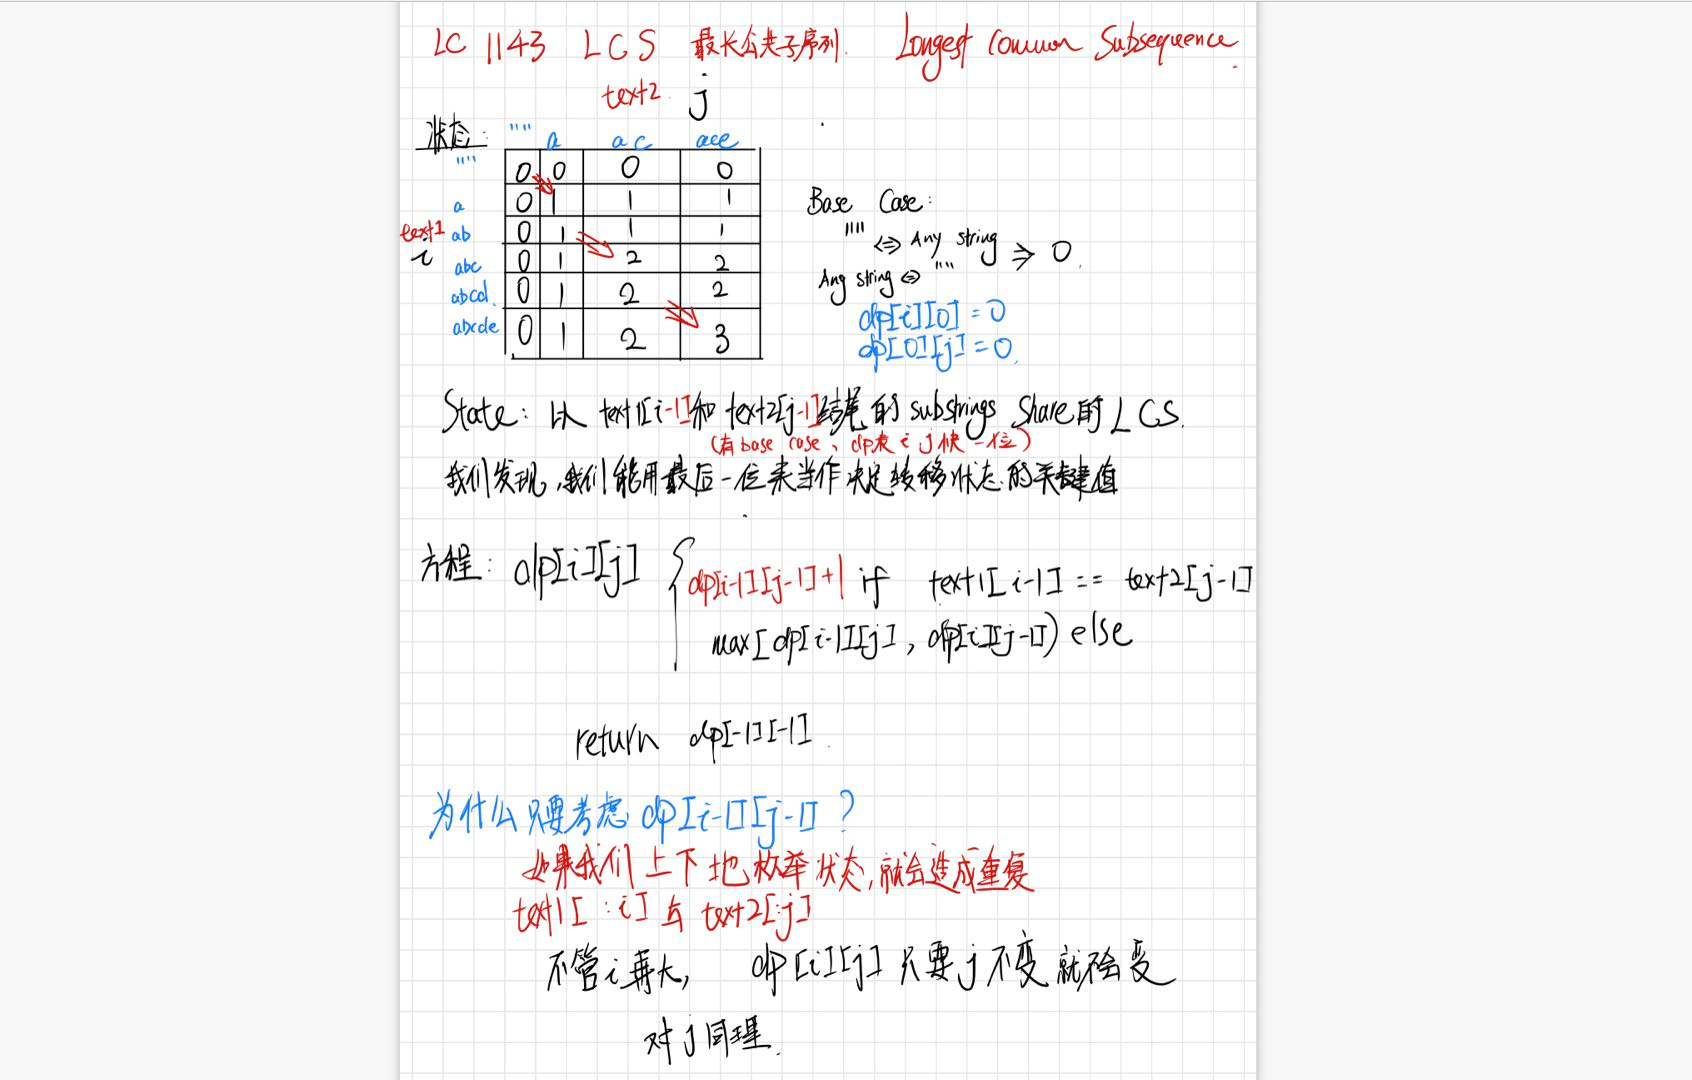 LC 1143 LCS 最长公共子序列. Longest Common Subsequence.
text2 j
状态:
"" a ac ace
"" 0 0 0 0
a 0 1 1 1
text1 ab 0 1 1 1
i abc 0 1 2 2
abcd 0 1 2 2
abcde 0 1 2 3
Base Case:
"" <=> Any string => 0
Any string <=> ""
dp[i][0] = 0
dp[0][j] = 0
State: 以 text1[i-1]和 text2[j-1]结尾的 substrings Share的 LCS.
(有 base case, dp表 i j 快一位)
我们发现,我们能用最后一位来当作决定转移状态的关键值
方程: dp[i][j] { dp[i-1][j-1]+1 if text1[i-1] == text2[j-1]
max[dp[i-1][j], dp[i][j-1]) else
return dp[-1][-1]
为什么只要考虑 dp[i-1][j-1] ?
如果我们上下地枚举状态,就会造成重复
text1[:i] 与 text2[:j]
不管 i 再大, dp[i][j] 只要 j 不变 就不会变
对 j 同理.